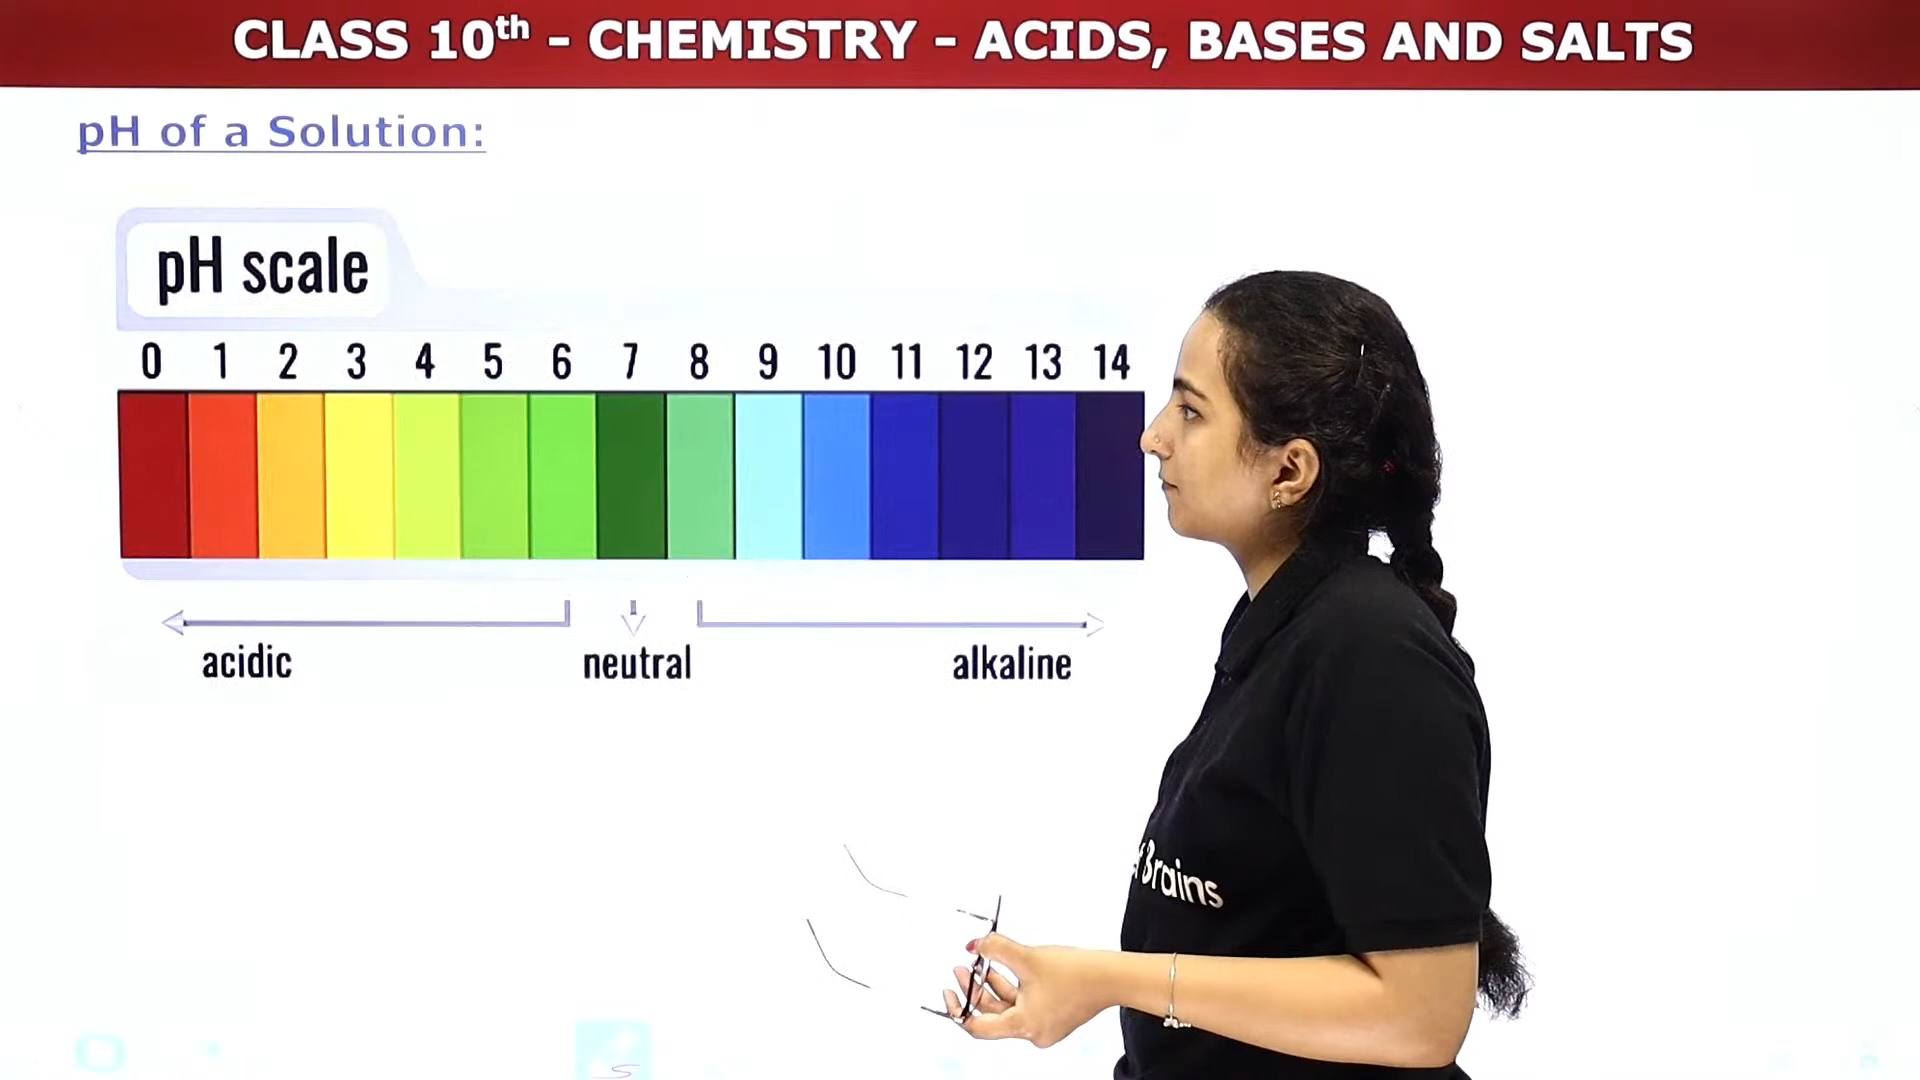 CLASS 10th - CHEMISTRY - ACIDS, BASES AND SALTS
pH of a Solution:
pH scale
0 1 2 3 4 5 6 7 8 9 10 11 12 13 14
acidic neutral alkaline
Brains